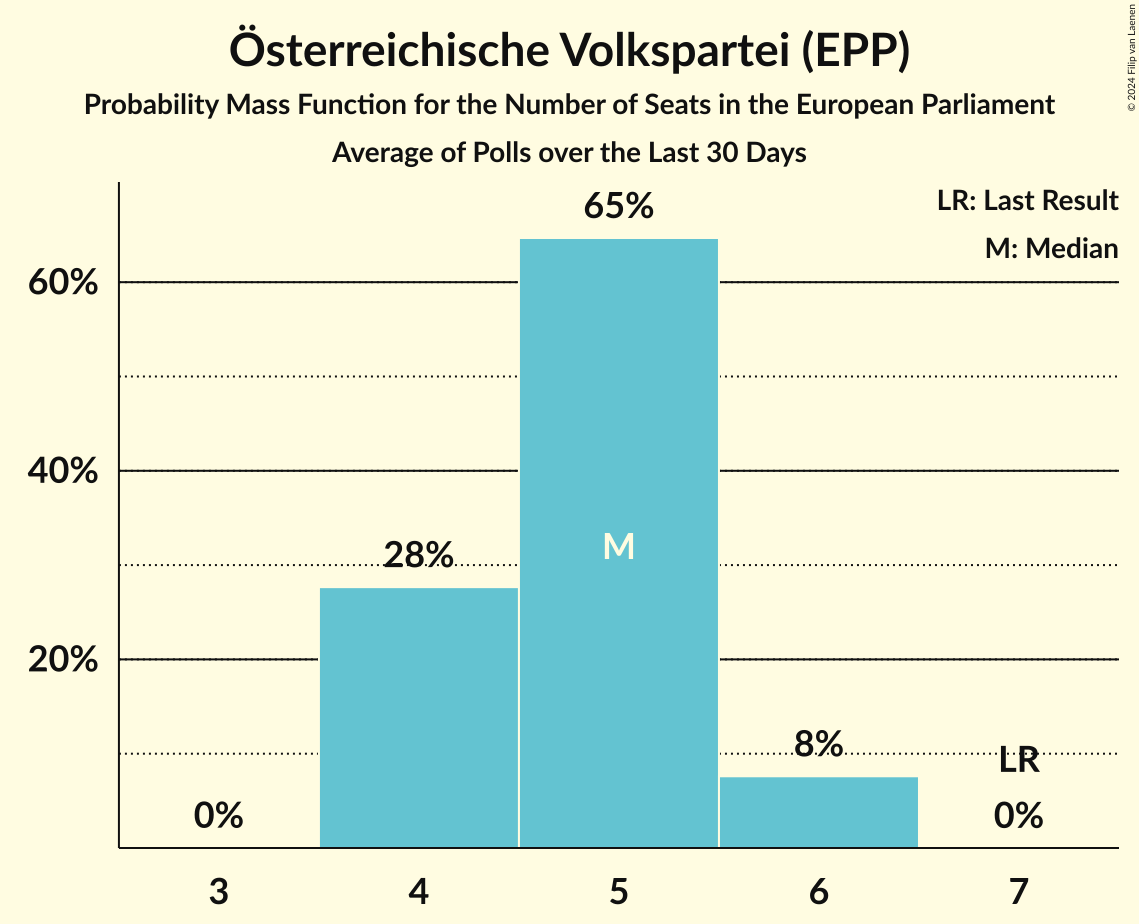 Österreichische Volkspartei (EPP)
Probability Mass Function for the Number of Seats in the European Parliament
Average of Polls over the Last 30 Days
© 2024 Filip van Laenen
LR: Last Result
M: Median
65%
60%
40%
28%
M
20%
8%
LR
0%
0%
3
4
5
6
7